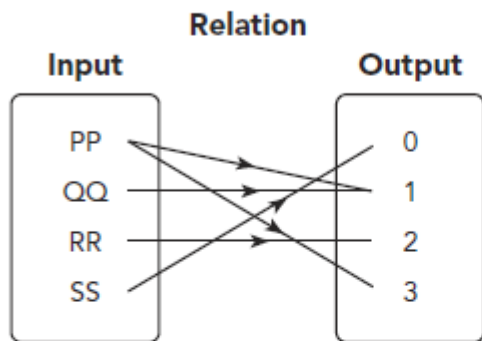 Relation
Input
Output
PP
0
QQ
1
RR
2
SS
3